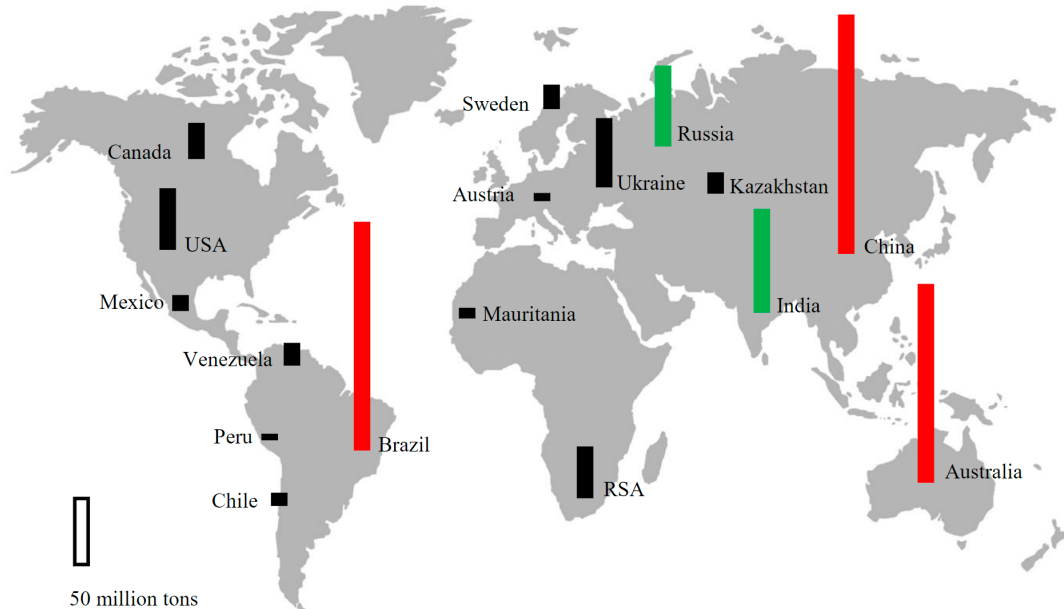 Sweden
Russia
Canada
Ukraine
Kazakhstan
Austria
USA
China
Mexico
Mauritania
India
Venezuela
Peru
Brazil
Australia
Chile
RSA
50 million tons